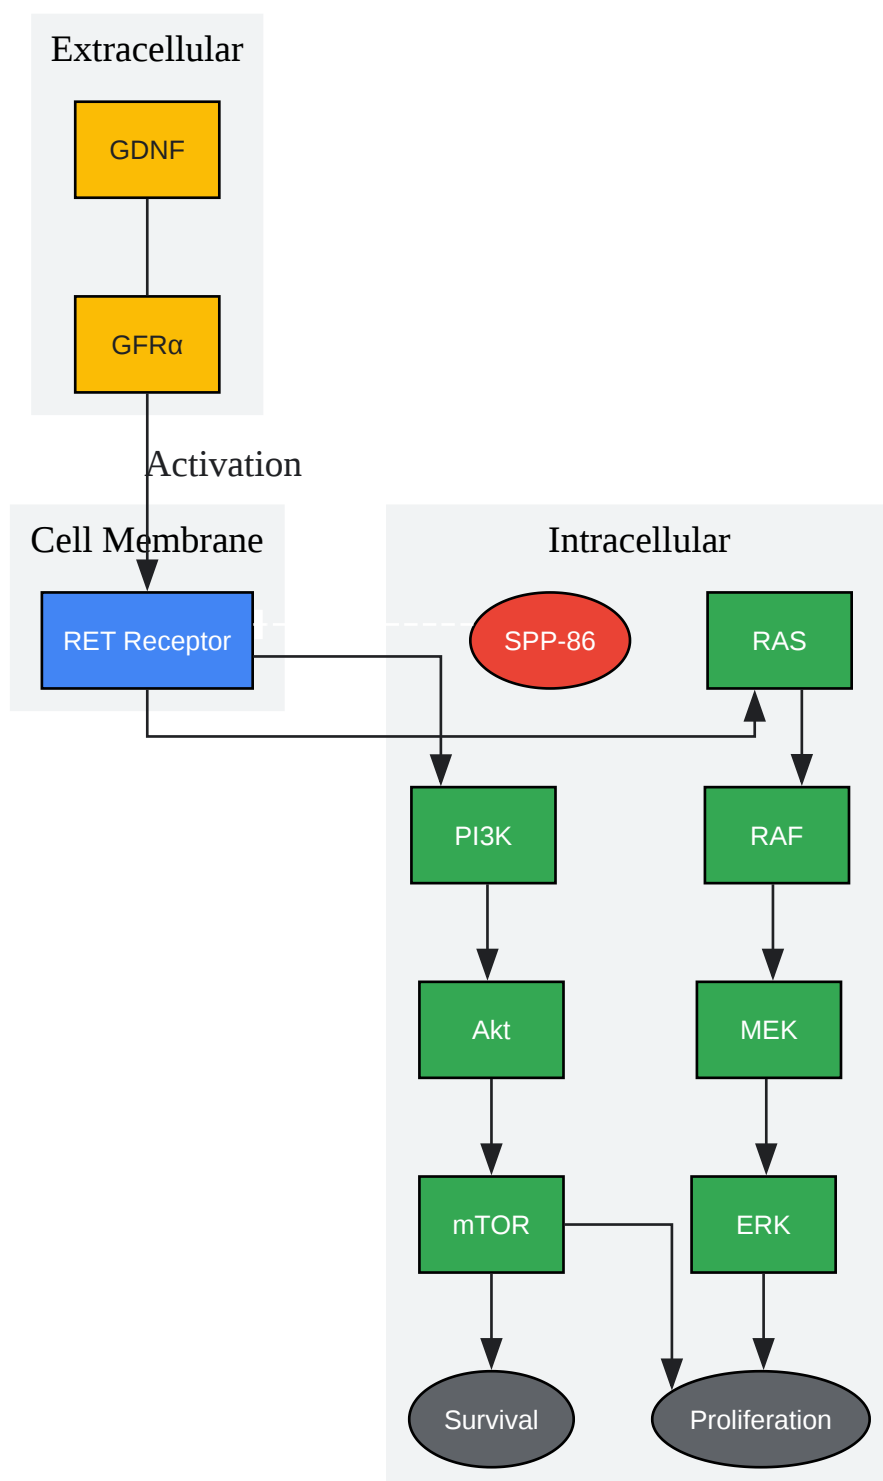 Extracellular
GDNF
GFRα
Activation
Cell Membrane
Intracellular
RET Receptor
SPP-86
RAS
PI3K
RAF
Akt
MEK
mTOR
ERK
Survival
Proliferation